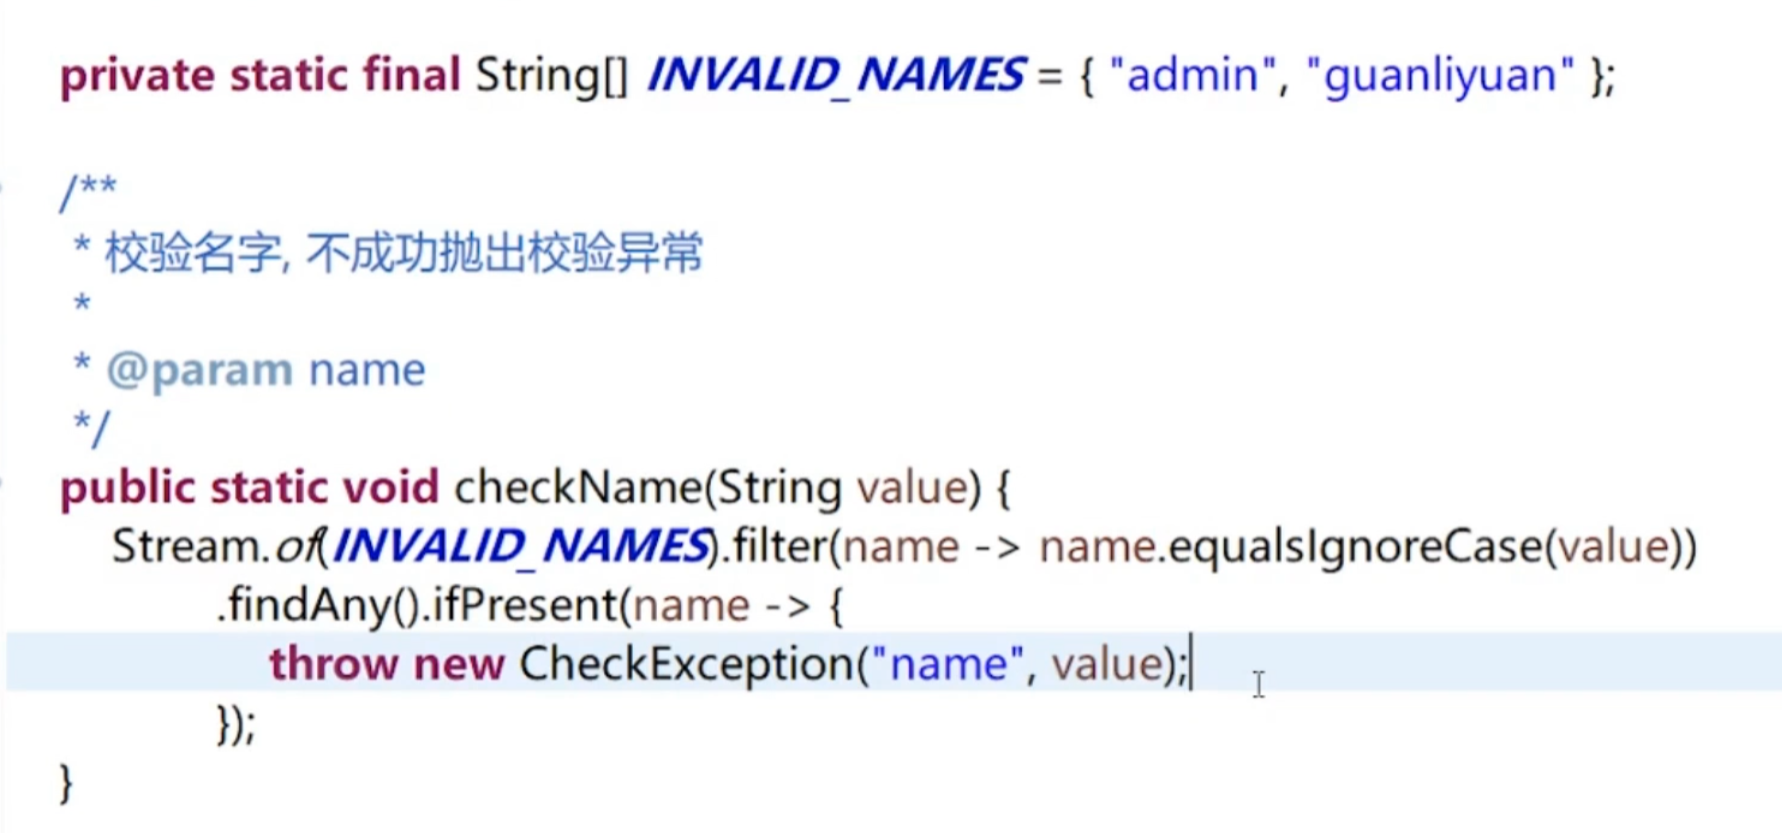 private static final String[] INVALID_NAMES = { "admin", "guanliyuan" };
/**
* 校验名字, 不成功抛出校验异常
*
* @param name
*/
public static void checkName(String value) {
Stream.of(INVALID_NAMES).filter(name -> name.equalsIgnoreCase(value))
.findAny().ifPresent(name -> {
throw new CheckException("name", value);
});
}